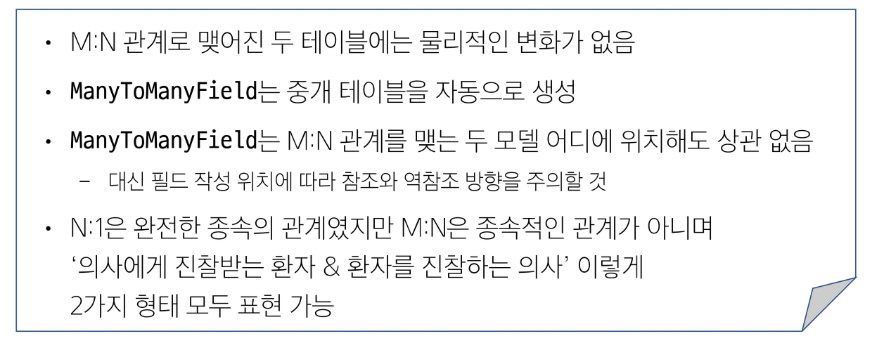 • M:N 관계로 맺어진 두 테이블에는 물리적인 변화가 없음
• ManyToManyField는 중개 테이블을 자동으로 생성
• ManyToManyField는 M:N 관계를 맺는 두 모델 어디에 위치해도 상관 없음
– 대신 필드 작성 위치에 따라 참조와 역참조 방향을 주의할 것
• N:1은 완전한 종속의 관계였지만 M:N은 종속적인 관계가 아니며
‘의사에게 진찰받는 환자 & 환자를 진찰하는 의사’ 이렇게
2가지 형태 모두 표현 가능